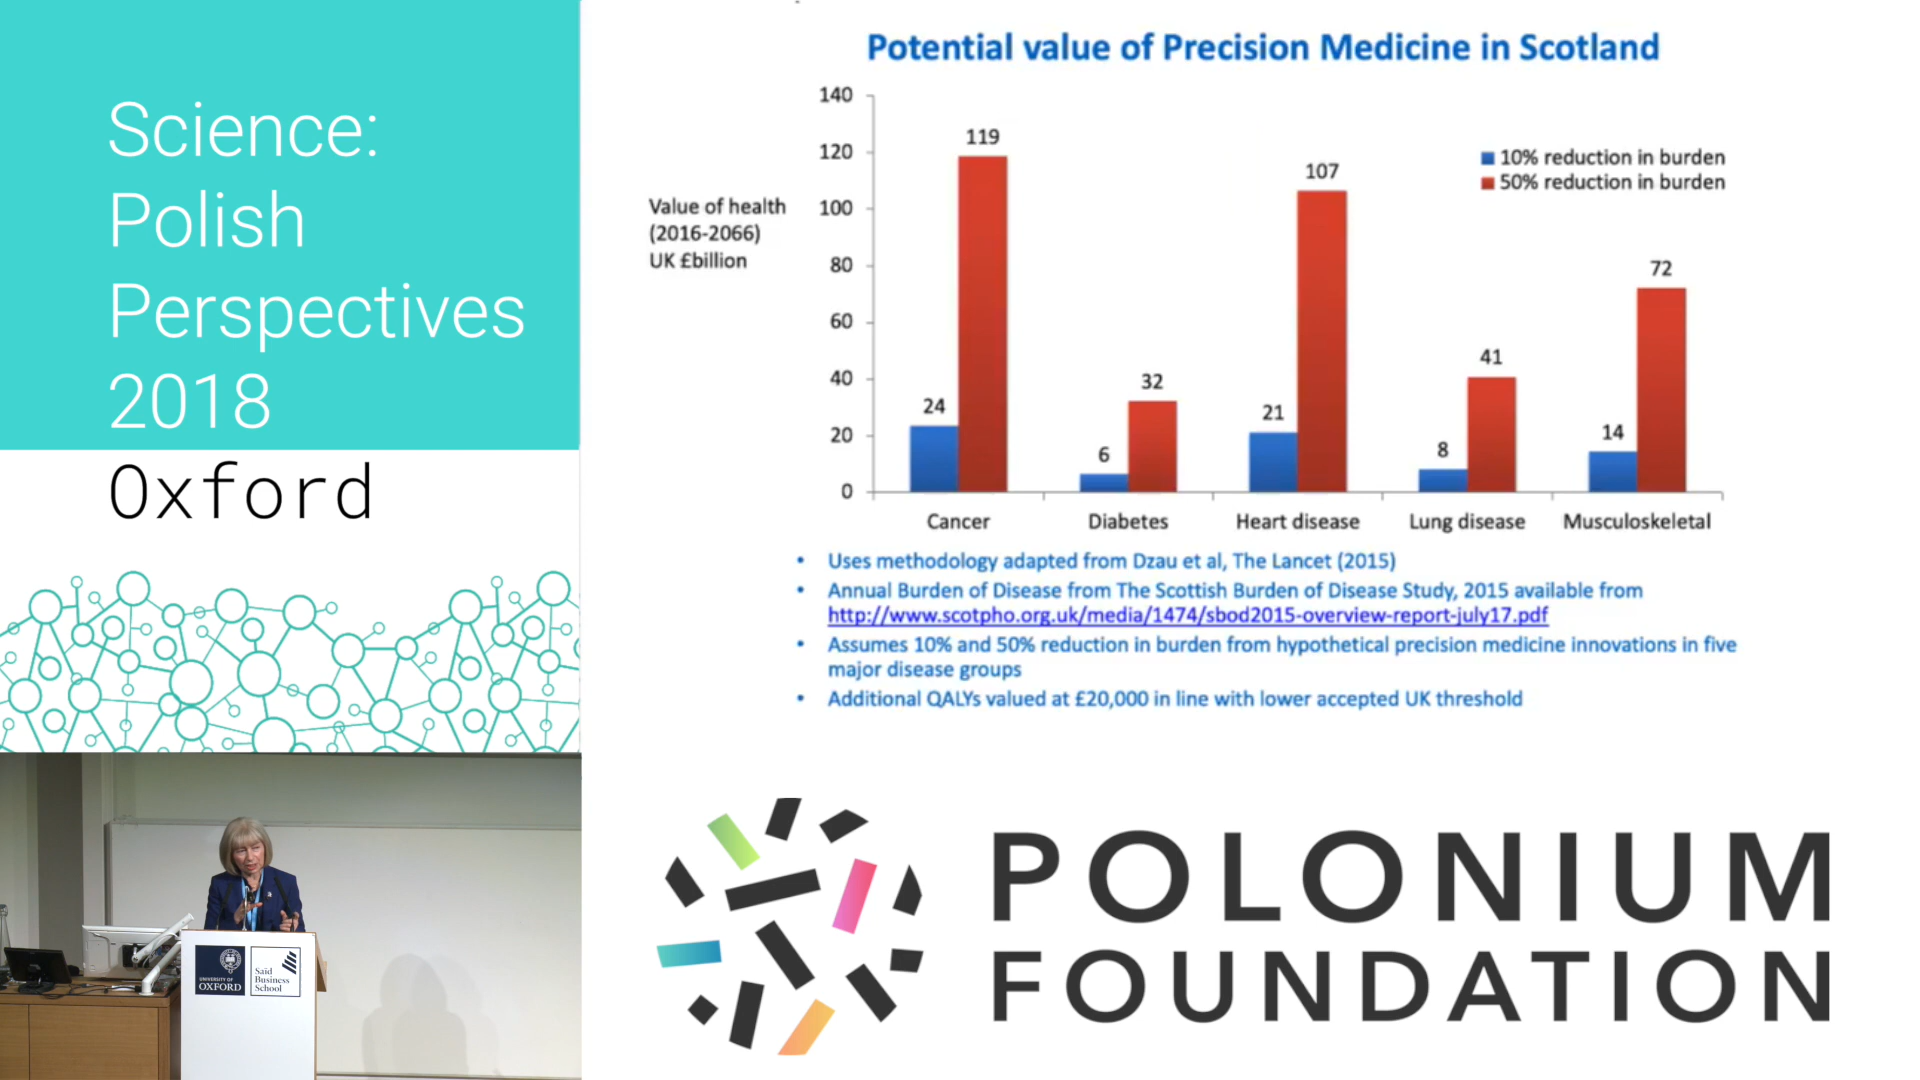 Science:
Polish
Perspectives
2018
Oxford
Potential value of Precision Medicine in Scotland
Value of health
(2016-2066)
UK £billion
140
120
100
80
60
40
20
0
10% reduction in burden
50% reduction in burden
24
119
6
32
21
107
8
41
14
72
Cancer
Diabetes
Heart disease
Lung disease
Musculoskeletal
• Uses methodology adapted from Dzau et al, The Lancet (2015)
• Annual Burden of Disease from The Scottish Burden of Disease Study, 2015 available from
http://www.scotpho.org.uk/media/1474/sbod2015-overview-report-july17.pdf
• Assumes 10% and 50% reduction in burden from hypothetical precision medicine innovations in five
major disease groups
• Additional QALYs valued at £20,000 in line with lower accepted UK threshold
UNIVERSITY OF
OXFORD
Saïd
Business
School
POLONIUM
FOUNDATION